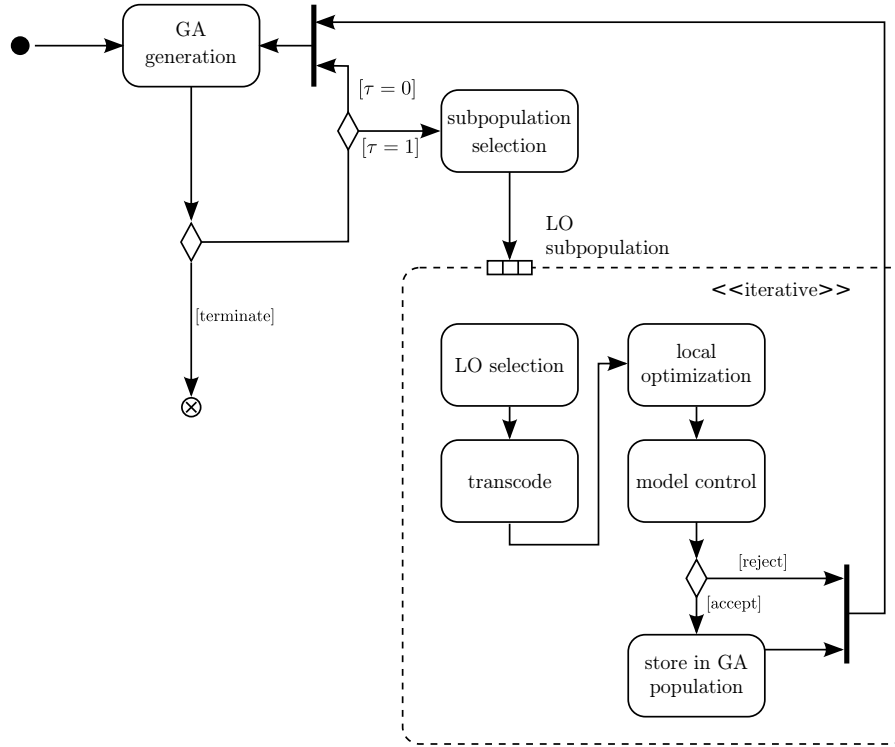 GA
generation
[τ = 0]
[τ = 1]
subpopulation
selection
LO
subpopulation
<<iterative>>
[terminate]
LO selection
local
optimization
transcode
model control
[reject]
[accept]
store in GA
population